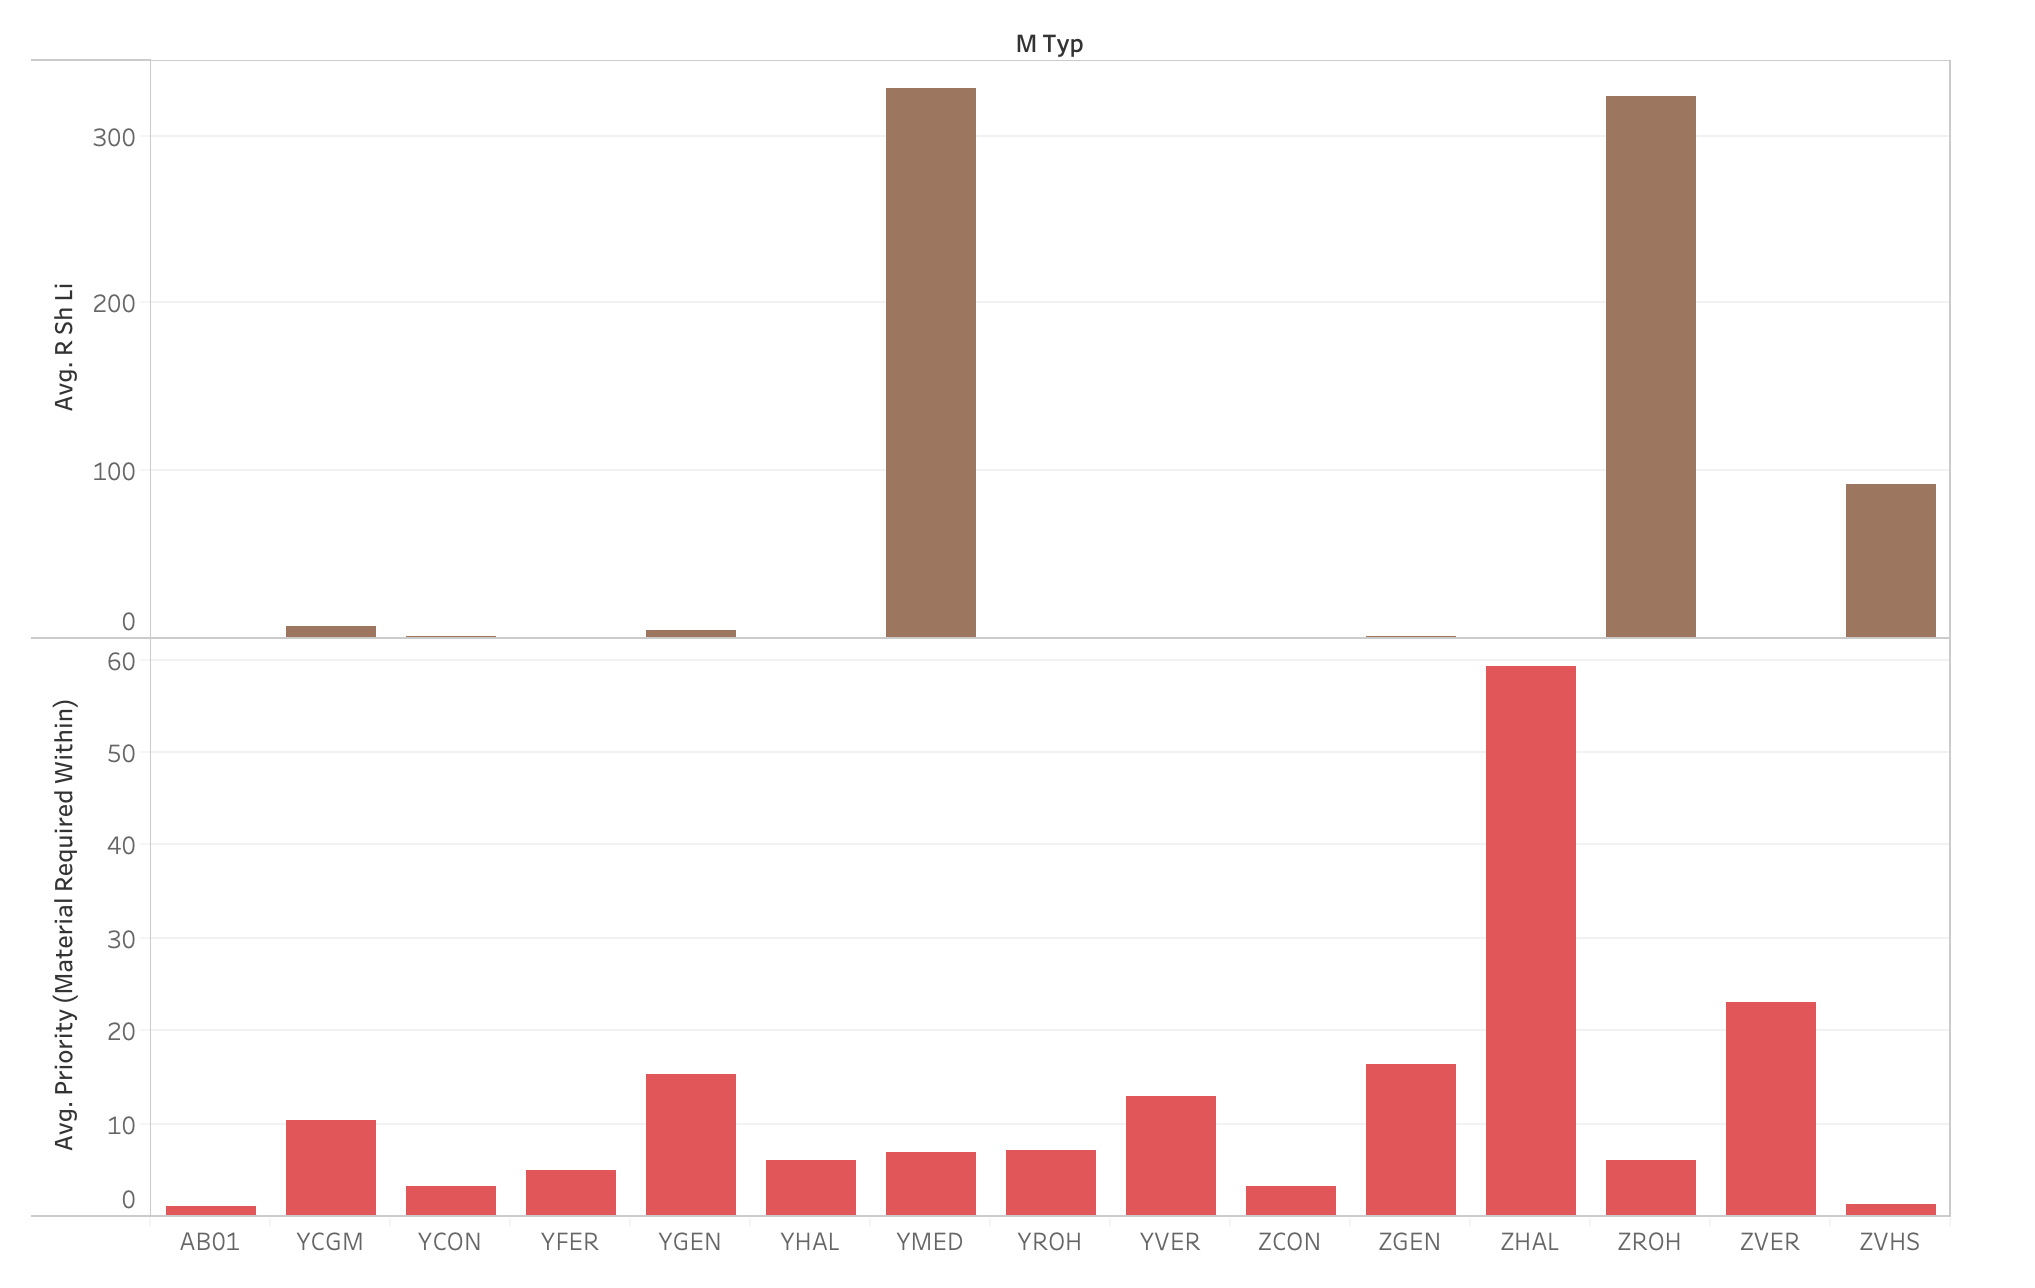 M Typ
Avg. R Sh Li
300
200
100
0
Avg. Priority (Material Required Within)
60
50
40
30
20
10
0
AB01 YCGM YCON YFER YGEN YHAL YMED YROH YVER ZCON ZGEN ZHAL ZROH ZVER ZVHS